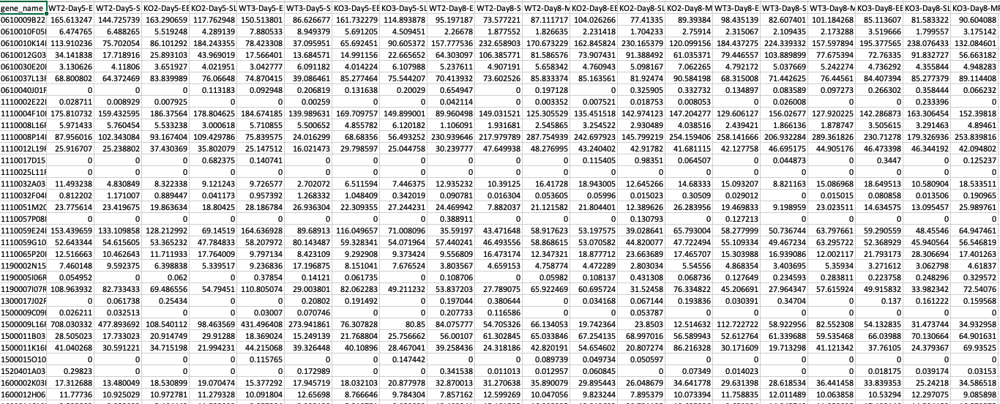 gene_name WT2-Day5-E WT2-Day5-S KO2-Day5-EE KO2-Day5-SL WT3-Day5-E WT3-Day5-S KO3-Day5-EE KO3-Day5-SL WT2-Day8-E WT2-Day8-S WT2-Day8-M KO2-Day8-EE KO2-Day8-SL KO2-Day8-M WT3-Day8-E WT3-Day8-S WT3-Day8-M KO3-Day8-EE KO3-Day8-SL KO3-Day8-MI
0610009B22 165.613247 144.725739 163.290659 117.762948 150.513801 86.626677 161.732279 114.893878 95.197187 73.577221 87.111717 104.026266 77.41335 89.39384 98.435139 82.607401 101.184268 85.113607 81.583322 90.604088
0610010F05 6.474765 6.488265 5.519248 4.289139 7.880533 8.949379 5.691205 4.509451 2.26678 1.877552 1.826635 2.231418 1.704233 2.75914 2.315067 2.109435 2.173288 3.519666 1.799557 3.175142
0610010K14 113.910236 75.702054 86.101292 184.243355 78.423308 37.095951 65.692451 90.605372 157.777536 232.658903 170.673229 162.845824 230.165379 120.099156 184.437275 224.339332 157.597894 195.377565 238.076433 132.084601
0610012G03 34.141838 17.718916 25.893103 43.969019 17.566401 13.684571 14.991156 22.665652 64.303097 106.385771 81.586576 73.907431 91.388492 61.035371 79.446557 103.889899 77.675394 72.76335 91.832727 56.663182
0610030E20 3.130626 4.11806 3.651927 4.021951 3.042777 6.091182 4.014224 6.107988 5.237611 4.907191 5.658342 4.760943 5.098167 7.062265 4.792172 5.037669 5.242274 4.736292 4.355844 4.948283
0610037L13F 68.800802 64.372469 83.839989 76.06648 74.870415 39.086461 85.277464 75.544207 70.413932 73.602526 85.833374 85.163561 81.92474 90.584198 68.315008 71.442625 76.44561 84.407394 85.277379 89.114408
0610040J01F 0 0 0 0.113183 0.092948 0.206819 0.131638 0.20029 0.654947 0 0.197128 0 0.325905 0.332732 0.134897 0.083589 0.097273 0.266302 0.358444 0.066232
1110002E22 0.028711 0.008929 0.007925 0 0 0.00259 0 0 0.042114 0 0.003352 0.007521 0.018753 0.008053 0 0.026008 0 0 0.233396 0
1110004F10 175.810732 159.432595 186.37564 178.804625 184.674185 139.989631 169.709757 149.899001 89.960498 149.031521 125.305529 135.451518 142.974123 147.204277 129.606127 156.02677 127.920225 142.286873 163.306454 152.39818
1110008L16F 5.971433 5.760454 5.533238 3.000618 5.710855 5.500652 4.855782 6.120182 1.106091 1.931681 2.545865 3.254522 2.930489 4.038516 2.439421 1.866136 1.878747 3.505615 3.291463 4.89461
1110008P14 87.956016 102.343084 93.167404 109.429786 75.839575 24.016299 68.68356 56.493252 230.939646 217.979789 287.754939 242.697923 145.799219 254.159406 258.141666 206.932284 289.361826 230.71278 179.326936 253.839816
1110012L19F 25.916707 25.238802 37.430369 35.802079 25.147512 16.021473 29.798597 25.044758 30.239777 47.649938 48.276995 43.240402 42.91782 41.681115 42.127758 46.695175 44.905176 46.473398 46.344192 42.094802
1110017D15 0 0 0 0.682375 0.140741 0 0 0 0 0 0 0.115405 0.98351 0.064507 0 0.044873 0 0.3447 0 0.125237
1110025L11F 0 0 0 0 0 0 0 0 0 0 0 0 0 0 0 0 0 0 0 0
1110032A03 11.493238 4.830849 8.322338 9.121243 9.726577 2.702072 6.511594 7.446375 12.935232 10.39125 16.41728 18.943005 12.645266 14.68333 15.093207 8.821163 15.086968 18.649513 10.580904 18.533511
1110032F04 0.812202 1.171007 0.889447 0.041173 0.957392 1.268332 1.048409 0.342019 0.090781 0.016304 0.053605 0.05996 0.015023 0.30509 0.029012 0 0.015015 0.080858 0.013506 0.190965
1110051M20 23.775614 23.419675 19.863634 18.80425 28.186784 26.936304 22.309355 27.244231 24.469942 7.882037 21.121582 21.804401 12.389626 26.283956 19.469833 9.198959 23.023511 14.634575 13.095457 25.989761
1110057P08 0 0 0 0 0 0 0 0 0.388911 0 0 0 0.130793 0 0.127213 0 0 0 0 0
1110059E24 153.439659 133.109858 128.212992 69.14519 164.636928 89.68913 116.049657 71.008096 35.59197 43.471648 58.917623 53.197575 39.028641 65.793004 58.277999 50.736744 63.797661 59.290559 48.45546 64.947461
1110059G10 52.643344 54.615605 53.365232 47.784833 58.207972 80.143487 59.328341 54.071964 57.440241 46.493556 58.868615 53.070582 44.820077 47.722494 55.109334 49.467234 63.295722 52.368929 45.940564 56.546819
1110065P20 12.516663 10.462643 11.711933 17.764009 9.797134 8.423109 9.292908 9.373424 9.556809 16.473174 12.347321 18.877712 23.663689 17.465707 15.303988 16.939086 12.002117 21.793173 28.306694 17.401263
1190002N15 7.460148 9.592375 6.398838 5.339517 9.236836 17.196875 8.151041 7.676524 3.803567 4.659153 4.758774 4.472289 2.803034 5.54556 4.868354 3.403695 5.35934 3.271612 3.062798 4.61837
1190005I06R 0.054952 0 0.062 0 0.37854 0.14121 0.061735 0 0.108706 0 0.05982 0.108137 0.431308 0.068736 0.127649 0.234593 0.283811 0.223758 0.248296 0.329572
1190007I07R 108.963932 82.733433 69.486556 54.79451 110.805074 29.003801 82.062283 49.211232 53.837203 27.789075 65.922469 60.695724 31.52458 76.334822 45.206691 27.964347 57.615924 49.915832 33.982342 72.54076
1300017J02F 0 0.061738 0.25434 0 0 0.20802 0.191492 0 0.197044 0.380644 0 0.034168 0.067144 0.193836 0.030391 0.34704 0 0.137 0.161222 0.159568
1500009C09 0.026211 0.032513 0 0 0.03007 0.070746 0 0 0.207733 0.116586 0 0 0.053787 0 0 0 0 0 0 0
1500009L16F 708.030332 477.893692 108.540112 98.463569 431.496408 273.941861 76.307828 80.85 84.075777 54.705326 66.134053 19.742364 23.8503 12.514632 112.722722 58.922956 82.552308 54.132835 31.473744 34.932958
1500011B03 28.505023 17.733023 20.914749 29.91288 18.369024 15.249139 21.768804 25.756662 56.00107 61.302845 65.033846 67.254135 68.997016 56.589943 52.612764 61.339688 59.535468 66.03988 70.130664 64.901631
1500011K16 41.040268 30.591221 34.715198 21.994231 44.215068 39.326448 40.10896 28.467041 39.258436 24.318186 42.820191 54.654602 20.807274 86.216328 30.171609 19.713298 41.121342 37.76105 24.379367 69.93525
1500015O10 0 0 0 0 0.115765 0 0 0.147442 0 0 0.089739 0.049734 0.050597 0 0 0 0 0 0 0
1520401A03 0.29823 0 0 0 0 0.172989 0 0 0.341538 0.011013 0.012957 0.060845 0 0.07349 0.014023 0 0 0.018175 0.039174 0.03153
1600002K03 17.312688 13.480049 18.530899 19.070474 15.377292 17.945719 18.032103 20.877978 32.870013 31.270638 35.890079 29.895443 26.048679 34.641778 29.631398 28.618534 36.441458 33.839353 25.24218 34.586518
1600012H06 11.77736 10.925029 10.972781 11.279328 10.091804 12.65698 8.766646 9.784304 7.857162 12.599269 10.047056 9.823244 7.895379 10.073394 11.758835 12.011489 10.063858 10.53294 12.297075 9.085898